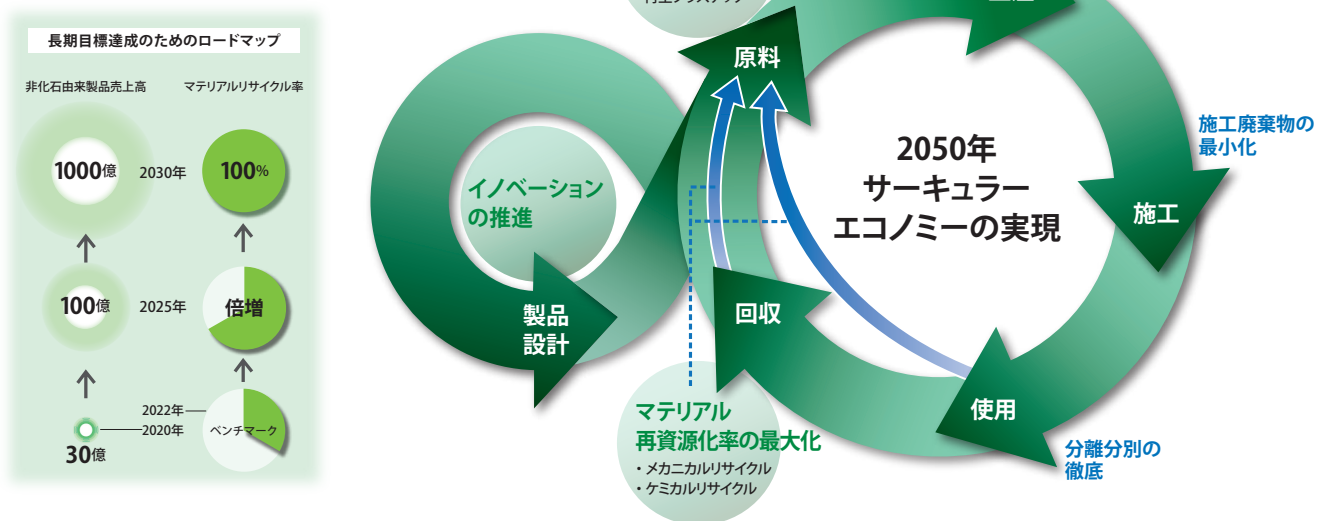 長期目標達成のためのロードマップ
非化石由来製品売上高
マテリアルリサイクル率
1000億
2030年
100%
100億
2025年
倍増
2022年
2020年
ベンチマーク
30億
原料
イノベーション
の推進
製品
設計
2050年
サーキュラー
エコノミーの実現
施工廃棄物の
最小化
施工
回収
使用
分離分別の
徹底
マテリアル
再資源化率の最大化
・メカニカルリサイクル
・ケミカルリサイクル